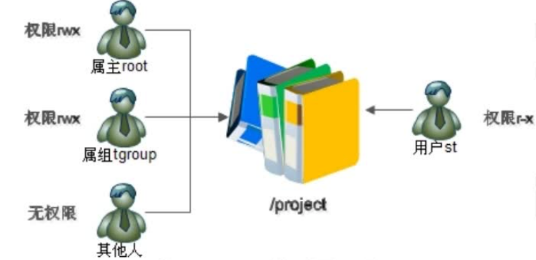 权限rwx
属主root
权限rwx
属组tgroup
无权限
其他人
/project
用户st
权限r-x